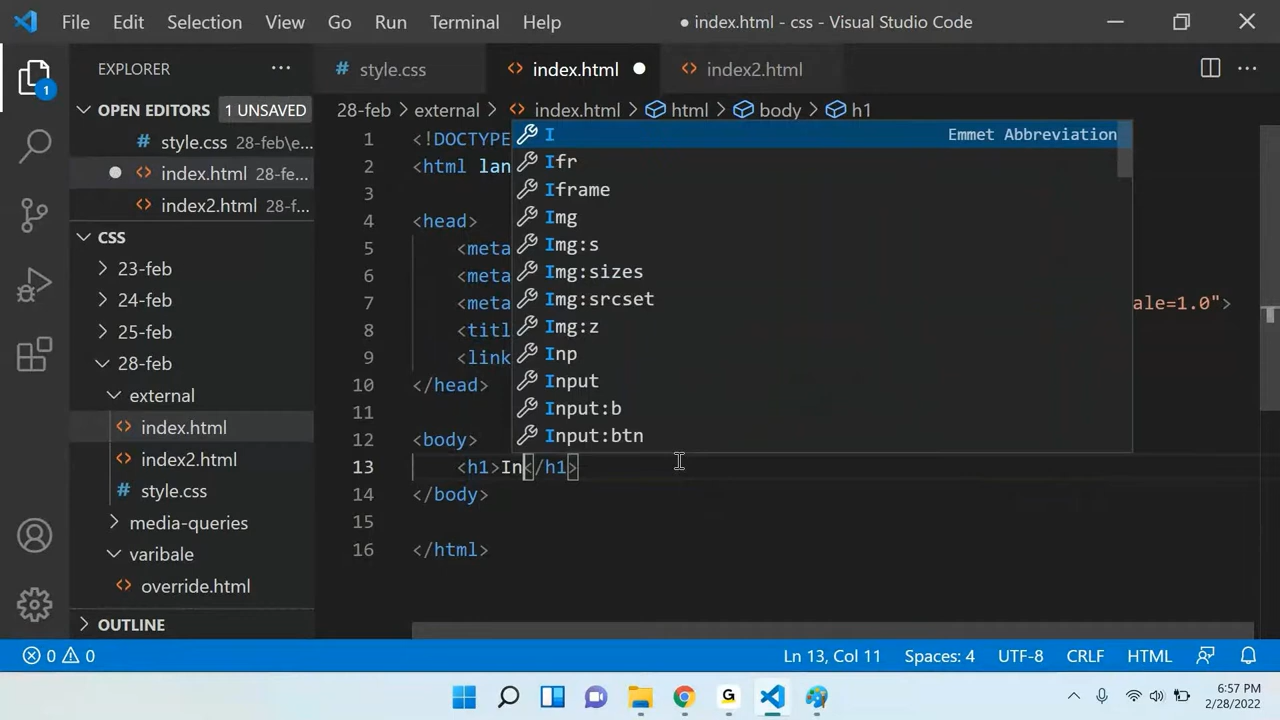 File Edit Selection View Go Run Terminal Help ● index.html - css - Visual Studio Code
EXPLORER ...
# style.css
<> index.html ●
<> index2.html
1
OPEN EDITORS 1 UNSAVED
# style.css 28-feb\e...
● <> index.html 28-fe...
<> index2.html 28-f...
CSS
23-feb
24-feb
25-feb
28-feb
external
<> index.html
<> index2.html
# style.css
media-queries
varibale
<> override.html
OUTLINE
28-feb > external > <> index.html > html > body > h1
1 <!DOCTYPE
2 <html lan
3
4 <head>
5 <meta
6 <meta
7 <meta ale=1.0">
8 <titl
9 <link
10 </head>
11
12 <body>
13 <h1>In</h1>
14 </body>
15
16 </html>
I Emmet Abbreviation
Ifr
Iframe
Img
Img:s
Img:sizes
Img:srcset
Img:z
Inp
Input
Input:b
Input:btn
0 0 Ln 13, Col 11 Spaces: 4 UTF-8 CRLF HTML
G
6:57 PM
2/28/2022